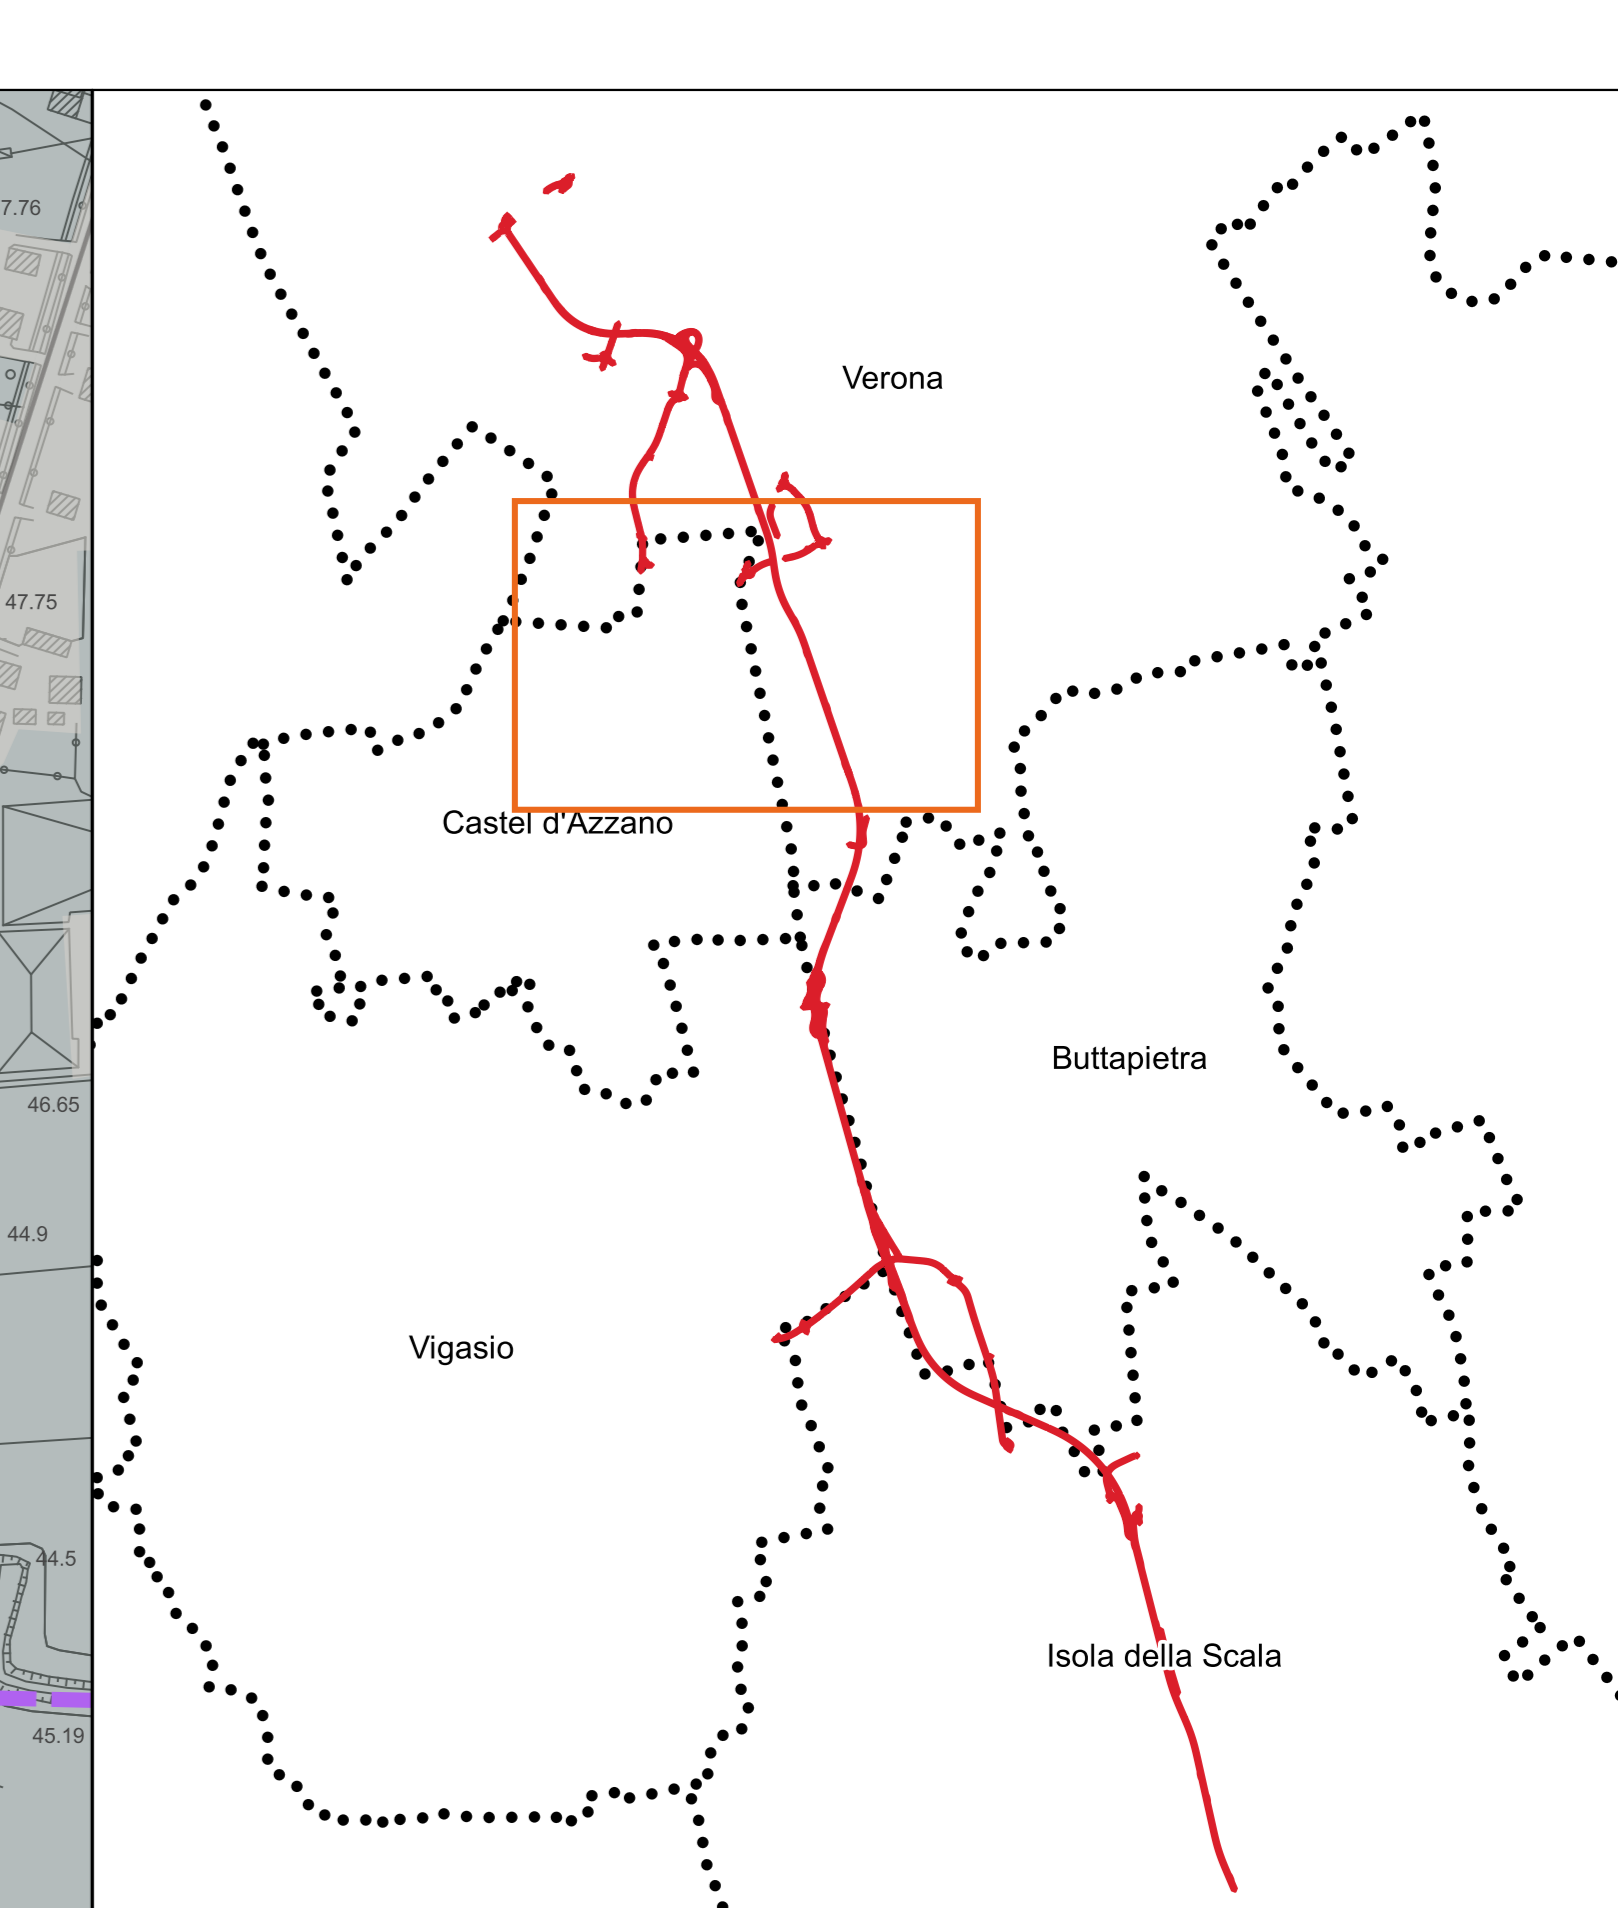 7.76
Verona
47.75
Castel d'Azzano
Buttapietra
46.65
44.9
Vigasio
44.5
Isola della Scala
45.19